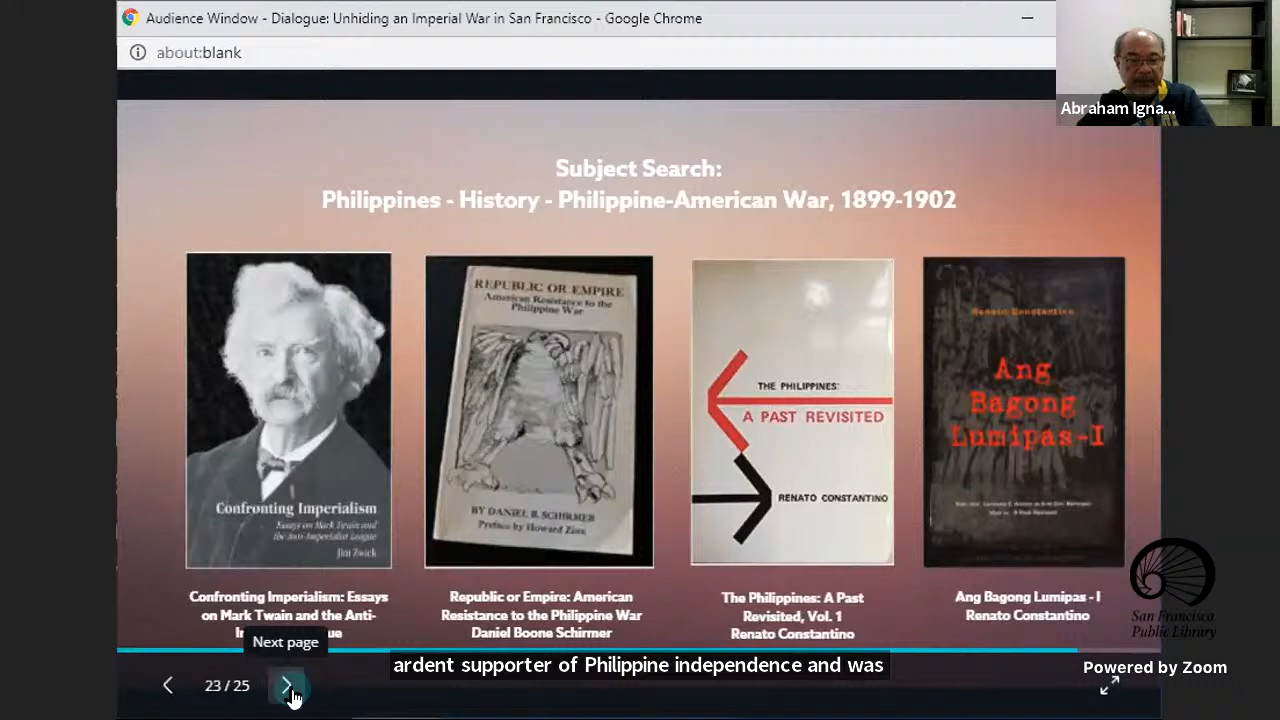 Audience Window - Dialogue: Unhiding an Imperial War in San Francisco - Google Chrome
about:blank
Abraham Igna...
Subject Search:
Philippines - History - Philippine-American War, 1899-1902
Confronting Imperialism
Essays on Mark Twain and
the Anti-Imperialist League
Jim Zwick
REPUBLIC OR EMPIRE
American Resistance to the
Philippine War
BY DANIEL B. SCHIRMER
Preface by Howard Zinn
THE PHILIPPINES:
A PAST REVISITED
RENATO CONSTANTINO
Renato Constantino
Ang
Bagong
Lumipas-I
Confronting Imperialism: Essays
on Mark Twain and the Anti-
Republic or Empire: American
Resistance to the Philippine War
Daniel Boone Schirmer
The Philippines: A Past
Revisited, Vol. 1
Renato Constantino
Ang Bagong Lumipas - I
Renato Constantino
San Francisco
Public Library
Next page
ardent supporter of Philippine independence and was
23 / 25
Powered by Zoom